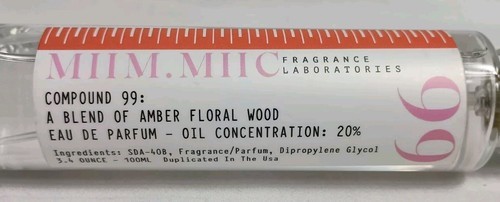 MIIM.MIIC FRAGRANCE
LABORATORIES
COMPOUND 99:
A BLEND OF AMBER FLORAL WOOD
EAU DE PARFUM - OIL CONCENTRATION: 20%
Ingredients: SDA-40B, Fragrance/Parfum, Dipropylene Glycol
3.4 OUNCE - 100ML Duplicated In The Usa
99